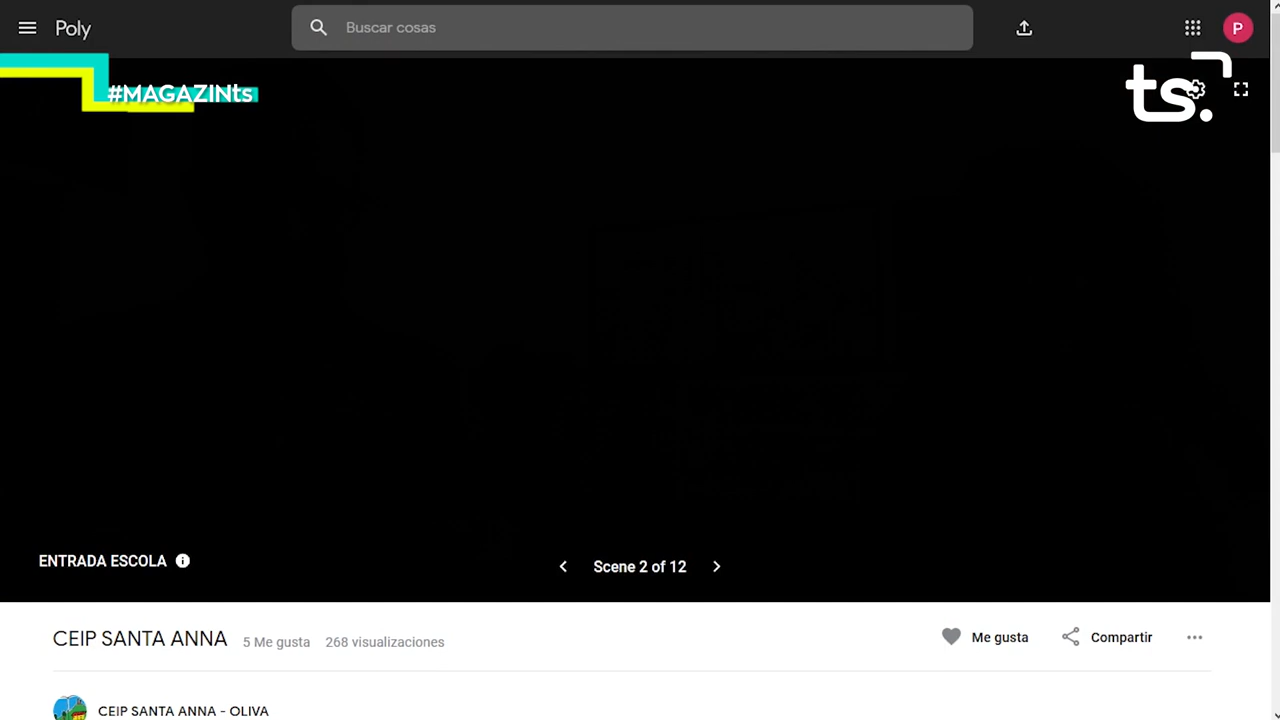 Poly
Buscar cosas
P
#MAGAZINts
ts.
ENTRADA ESCOLA
Scene 2 of 12
CEIP SANTA ANNA
5 Me gusta
268 visualizaciones
Me gusta
Compartir
CEIP SANTA ANNA - OLIVA